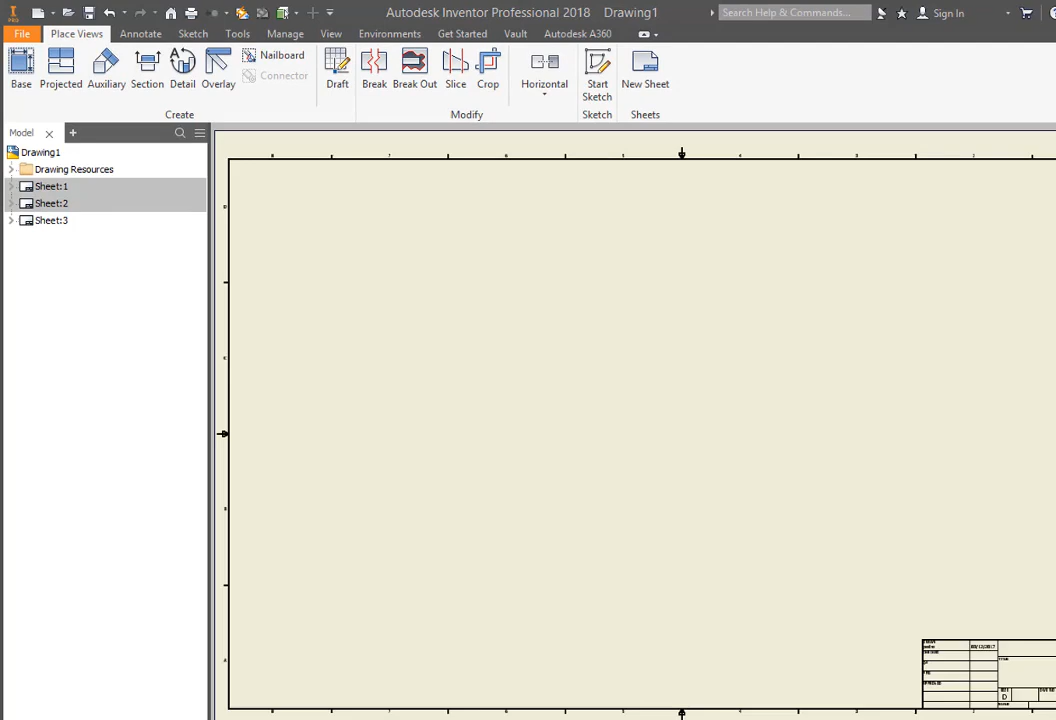 Autodesk Inventor Professional 2018 Drawing1
Search Help & Commands...
Sign In
PRO
File Place Views Annotate Sketch Tools Manage View Environments Get Started Vault Autodesk A360
Base Projected Auxiliary Section Detail Overlay
Nailboard
Connector
Draft
Break Break Out Slice Crop
Horizontal
Start
Sketch
New Sheet
Create Modify Sketch Sheets
Model
Drawing1
Drawing Resources
Sheet:1
Sheet:2
Sheet:3
D